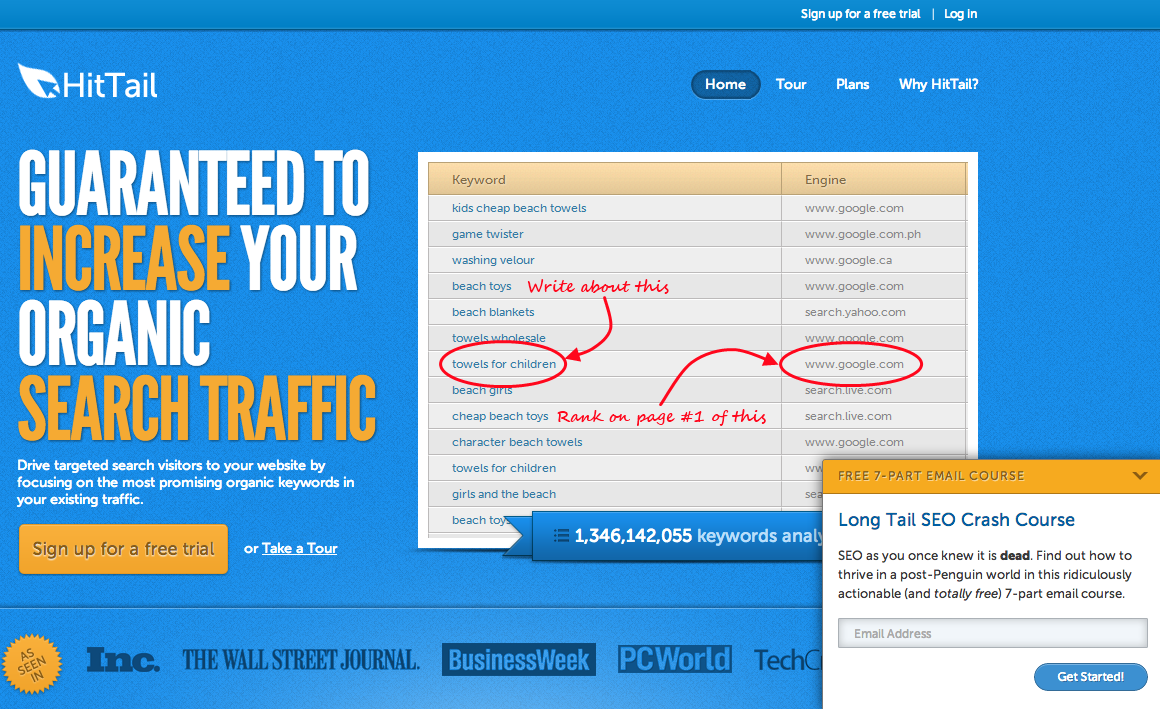 Sign up for a free trial | Log in
HitTail
Home Tour Plans Why HitTail?
GUARANTEED TO
INCREASE YOUR
ORGANIC
SEARCH TRAFFIC
Drive targeted search visitors to your website by
focusing on the most promising organic keywords in
your existing traffic.
Sign up for a free trial or Take a Tour
Keyword Engine
kids cheap beach towels www.google.com
game twister www.google.com.ph
washing velour www.google.ca
beach toys www.google.com
Write about this
beach blankets search.yahoo.com
towels wholesale www.google.com
towels for children www.google.com
beach girls search.live.com
cheap beach toys search.live.com
Rank on page #1 of this
character beach towels www.google.com
towels for children
girls and the beach
beach toys
1,346,142,055 keywords
FREE 7-PART EMAIL COURSE
Long Tail SEO Crash Course
SEO as you once knew it is dead. Find out how to
thrive in a post-Penguin world in this ridiculously
actionable (and totally free) 7-part email course.
Email Address
Get Started!
AS
SEEN
IN
Inc.
THE WALL STREET JOURNAL.
BusinessWeek
PCWorld